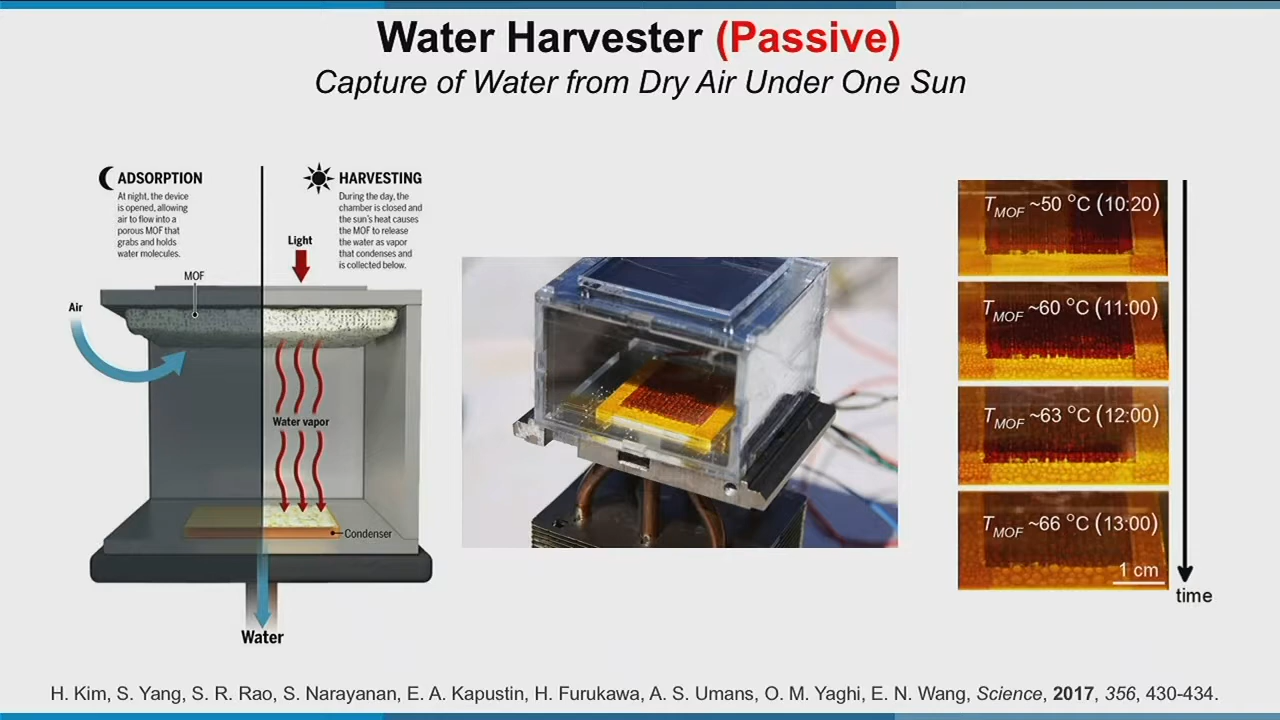 Water Harvester (Passive)
Capture of Water from Dry Air Under One Sun
ADSORPTION
At night, the device
is opened, allowing
air to flow into a
porous MOF that
grabs and holds
water molecules.
HARVESTING
During the day, the
chamber is closed and
the sun's heat causes
the MOF to release
the water as vapor
that condenses and
is collected below.
Light
MOF
Air
Water vapor
Condenser
Water
TMOF ~50 °C (10:20)
TMOF ~60 °C (11:00)
TMOF ~63 °C (12:00)
TMOF ~66 °C (13:00)
1 cm
time
H. Kim, S. Yang, S. R. Rao, S. Narayanan, E. A. Kapustin, H. Furukawa, A. S. Umans, O. M. Yaghi, E. N. Wang, Science, 2017, 356, 430-434.